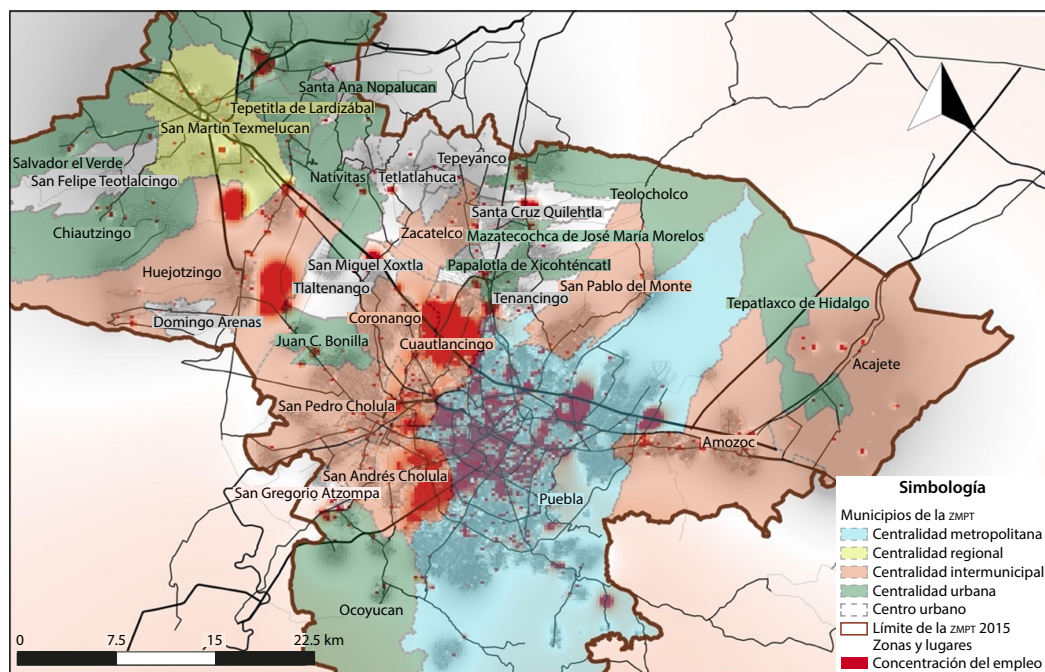 Santa Ana Nopalucan
Tepetitla de Lardizábal
San Martín Texmelucan
Tepeyanco
Salvador el Verde
San Felipe Teotlalcingo
Nativitas
Tetlatlahuca
Teolocholco
Santa Cruz Quilehtla
Chiautzingo
Zacatelco
Mazatecochca de José María Morelos
San Miguel Xoxtla
Papalotla de Xicohténcatl
Huejotzingo
Tlaltenango
San Pablo del Monte
Tenancingo
Tepatlaxco de Hidalgo
Domingo Arenas
Coronango
Juan C. Bonilla
Cuautlancingo
Acajete
San Pedro Cholula
Amozoc
San Andrés Cholula
San Gregorio Atzompa
Puebla
Ocoyucan
0 7.5 15 22.5 km
Simbología
Municipios de la ZMPT
Centralidad metropolitana
Centralidad regional
Centralidad intermunicipal
Centralidad urbana
Centro urbano
Límite de la ZMPT 2015
Zonas y lugares
Concentración del empleo